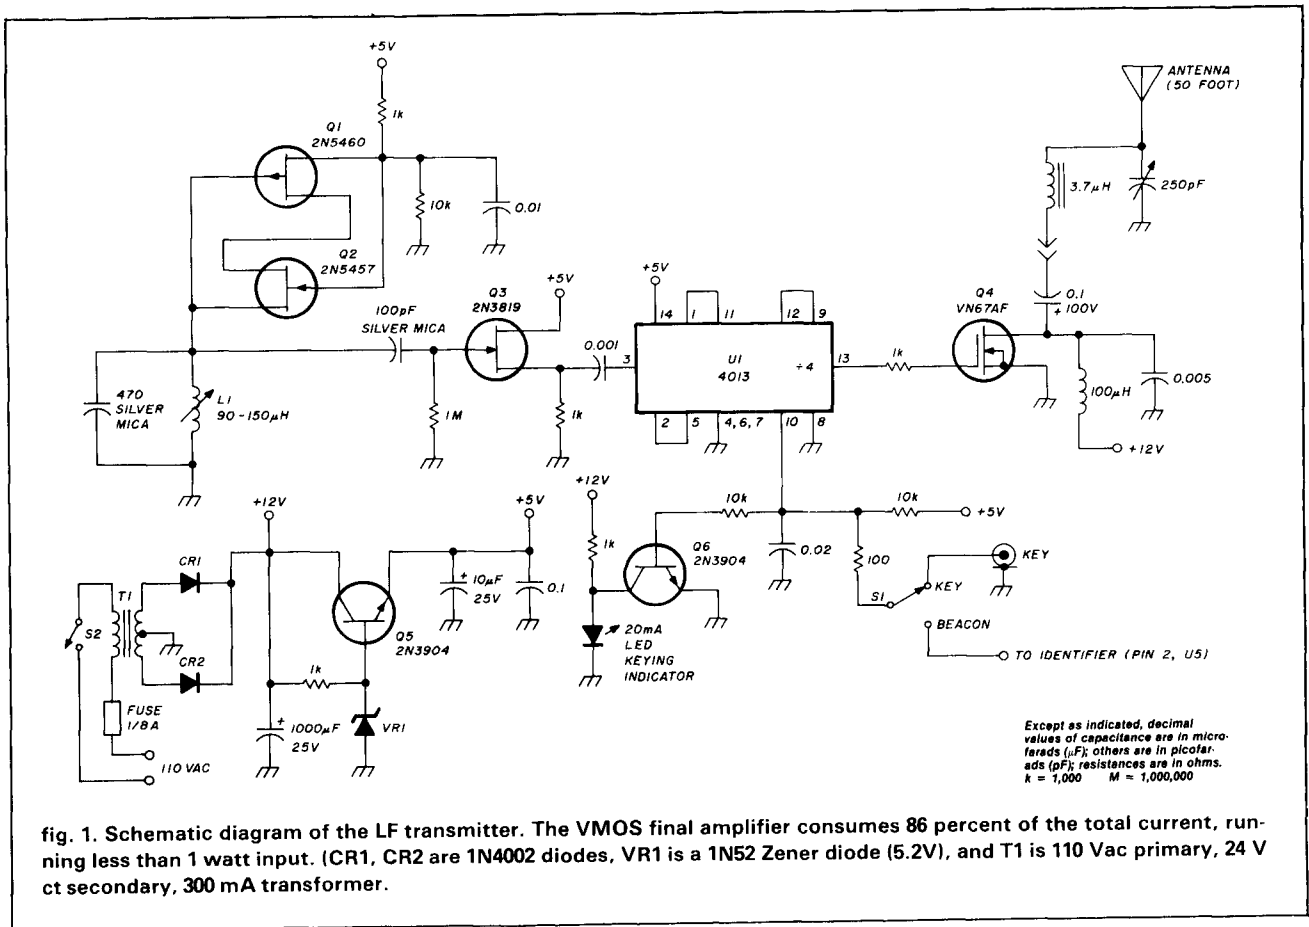 +5V
1k
Q1
2N5460
10k
0.01
Q2
2N5457
ANTENNA
(50 FOOT)
3.7μH
250pF
100pF
SILVER MICA
Q3
2N3819
+5V
0.001
+5V
14
1
11
12
9
3
U1
4013
÷4
13
2
5
4, 6, 7
10
8
1k
Q4
VN67AF
0.1
+ 100V
100μH
0.005
+12V
470
SILVER
MICA
L1
90-150μH
1M
1k
+12V
+5V
CR1
T1
S2
CR2
FUSE
1/8A
110 VAC
+
1000μF
25V
1k
VR1
Q5
2N3904
+
10μF
25V
0.1
+12V
1k
Q6
2N3904
20mA
LED
KEYING
INDICATOR
10k
0.02
10k
+5V
100
S1
KEY
KEY
BEACON
TO IDENTIFIER (PIN 2, U5)
Except as indicated, decimal
values of capacitance are in micro-
farads (μF); others are in picofar-
ads (pF); resistances are in ohms.
k = 1,000 M = 1,000,000
fig. 1. Schematic diagram of the LF transmitter. The VMOS final amplifier consumes 86 percent of the total current, run-
ning less than 1 watt input. (CR1, CR2 are 1N4002 diodes, VR1 is a 1N52 Zener diode (5.2V), and T1 is 110 Vac primary, 24 V
ct secondary, 300 mA transformer.